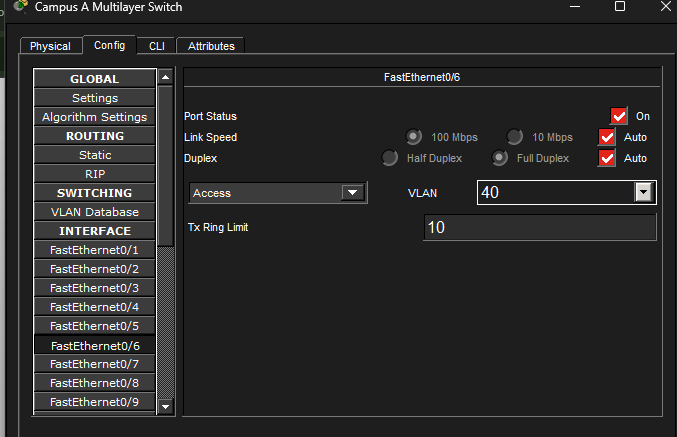 Campus A Multilayer Switch
Physical Config CLI Attributes
GLOBAL
Settings
Algorithm Settings
ROUTING
Static
RIP
SWITCHING
VLAN Database
INTERFACE
FastEthernet0/1
FastEthernet0/2
FastEthernet0/3
FastEthernet0/4
FastEthernet0/5
FastEthernet0/6
FastEthernet0/7
FastEthernet0/8
FastEthernet0/9
FastEthernet0/6
Port Status On
Link Speed 100 Mbps 10 Mbps Auto
Duplex Half Duplex Full Duplex Auto
Access VLAN 40
Tx Ring Limit 10